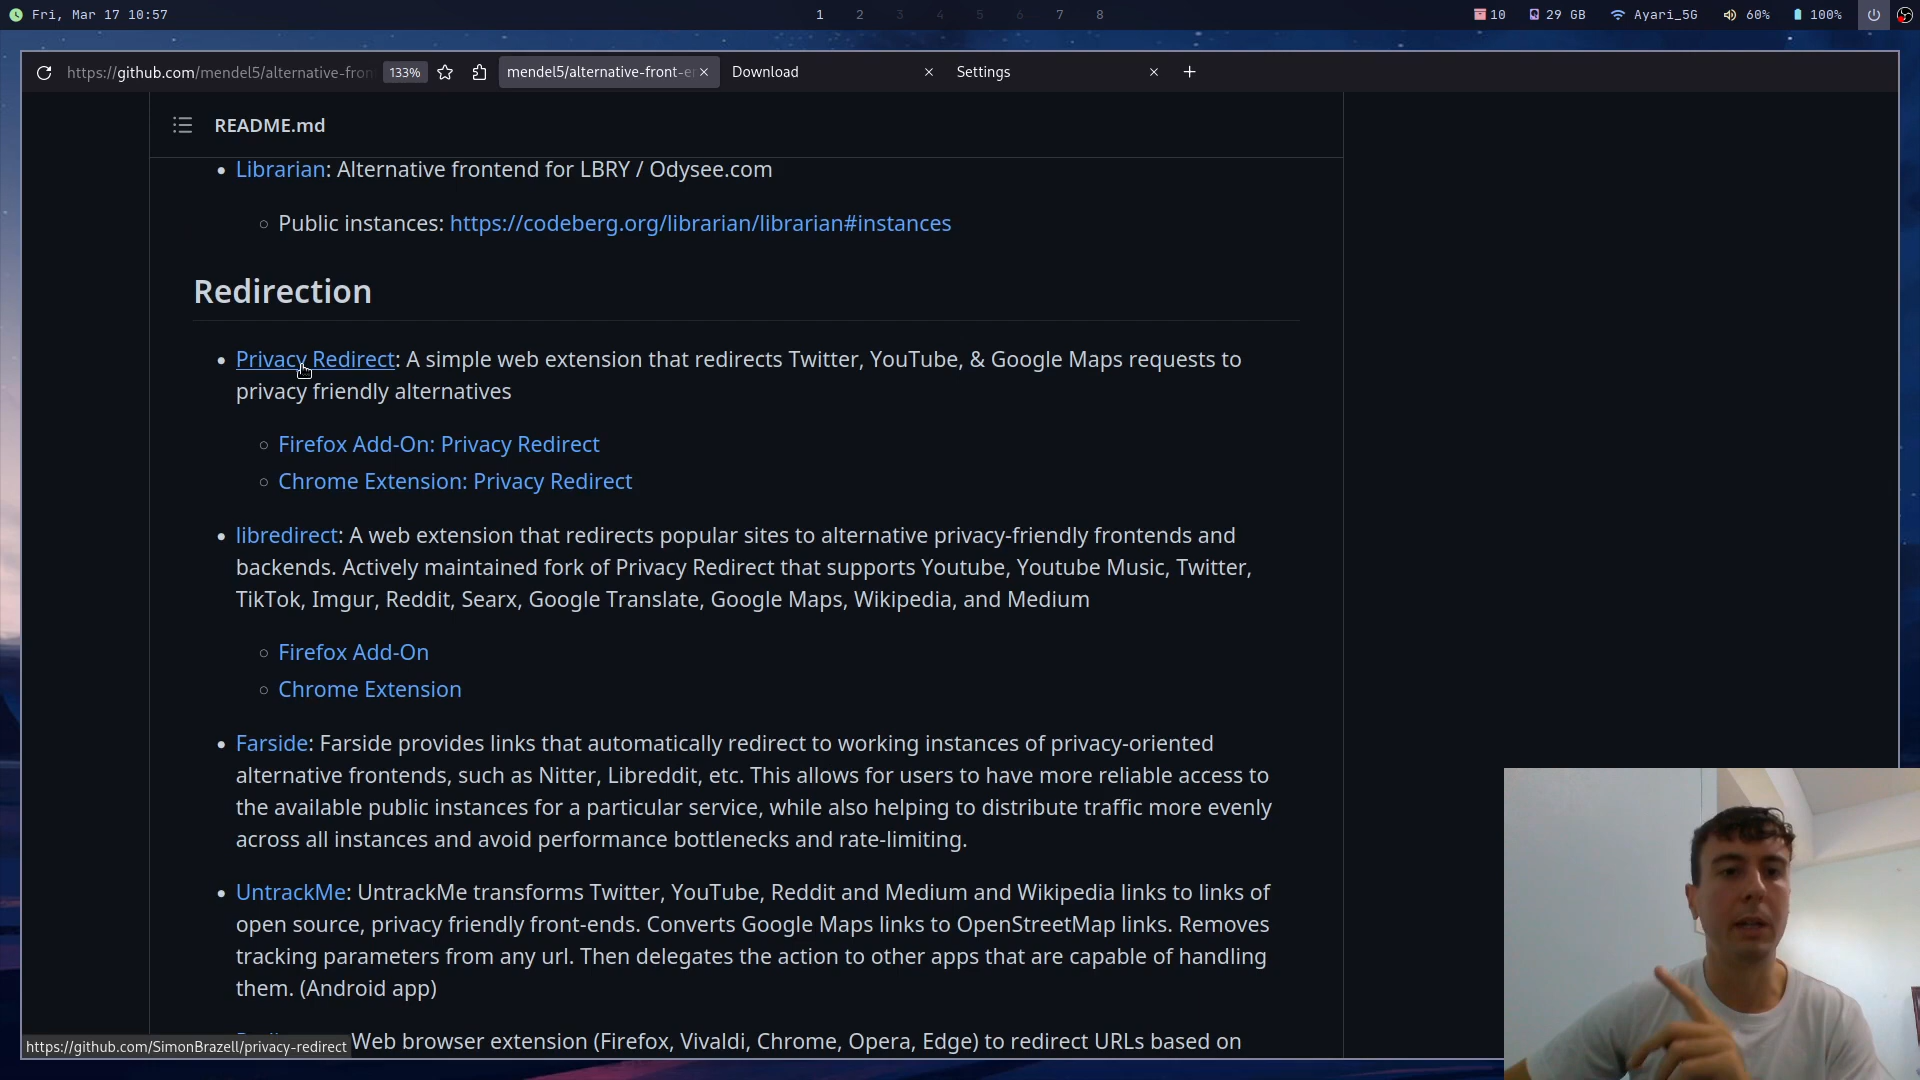 Fri, Mar 17 10:57
1 2 3 4 5 6 7 8
10 29 GB Ayari_5G 60% 100%
https://github.com/mendel5/alternative-fron 133% mendel5/alternative-front-e Download Settings
README.md
Librarian: Alternative frontend for LBRY / Odysee.com
Public instances: https://codeberg.org/librarian/librarian#instances
Redirection
Privacy Redirect: A simple web extension that redirects Twitter, YouTube, & Google Maps requests to
privacy friendly alternatives
Firefox Add-On: Privacy Redirect
Chrome Extension: Privacy Redirect
libredirect: A web extension that redirects popular sites to alternative privacy-friendly frontends and
backends. Actively maintained fork of Privacy Redirect that supports Youtube, Youtube Music, Twitter,
TikTok, Imgur, Reddit, Searx, Google Translate, Google Maps, Wikipedia, and Medium
Firefox Add-On
Chrome Extension
Farside: Farside provides links that automatically redirect to working instances of privacy-oriented
alternative frontends, such as Nitter, Libreddit, etc. This allows for users to have more reliable access to
the available public instances for a particular service, while also helping to distribute traffic more evenly
across all instances and avoid performance bottlenecks and rate-limiting.
UntrackMe: UntrackMe transforms Twitter, YouTube, Reddit and Medium and Wikipedia links to links of
open source, privacy friendly front-ends. Converts Google Maps links to OpenStreetMap links. Removes
tracking parameters from any url. Then delegates the action to other apps that are capable of handling
them. (Android app)
Web browser extension (Firefox, Vivaldi, Chrome, Opera, Edge) to redirect URLs based on
https://github.com/SimonBrazell/privacy-redirect